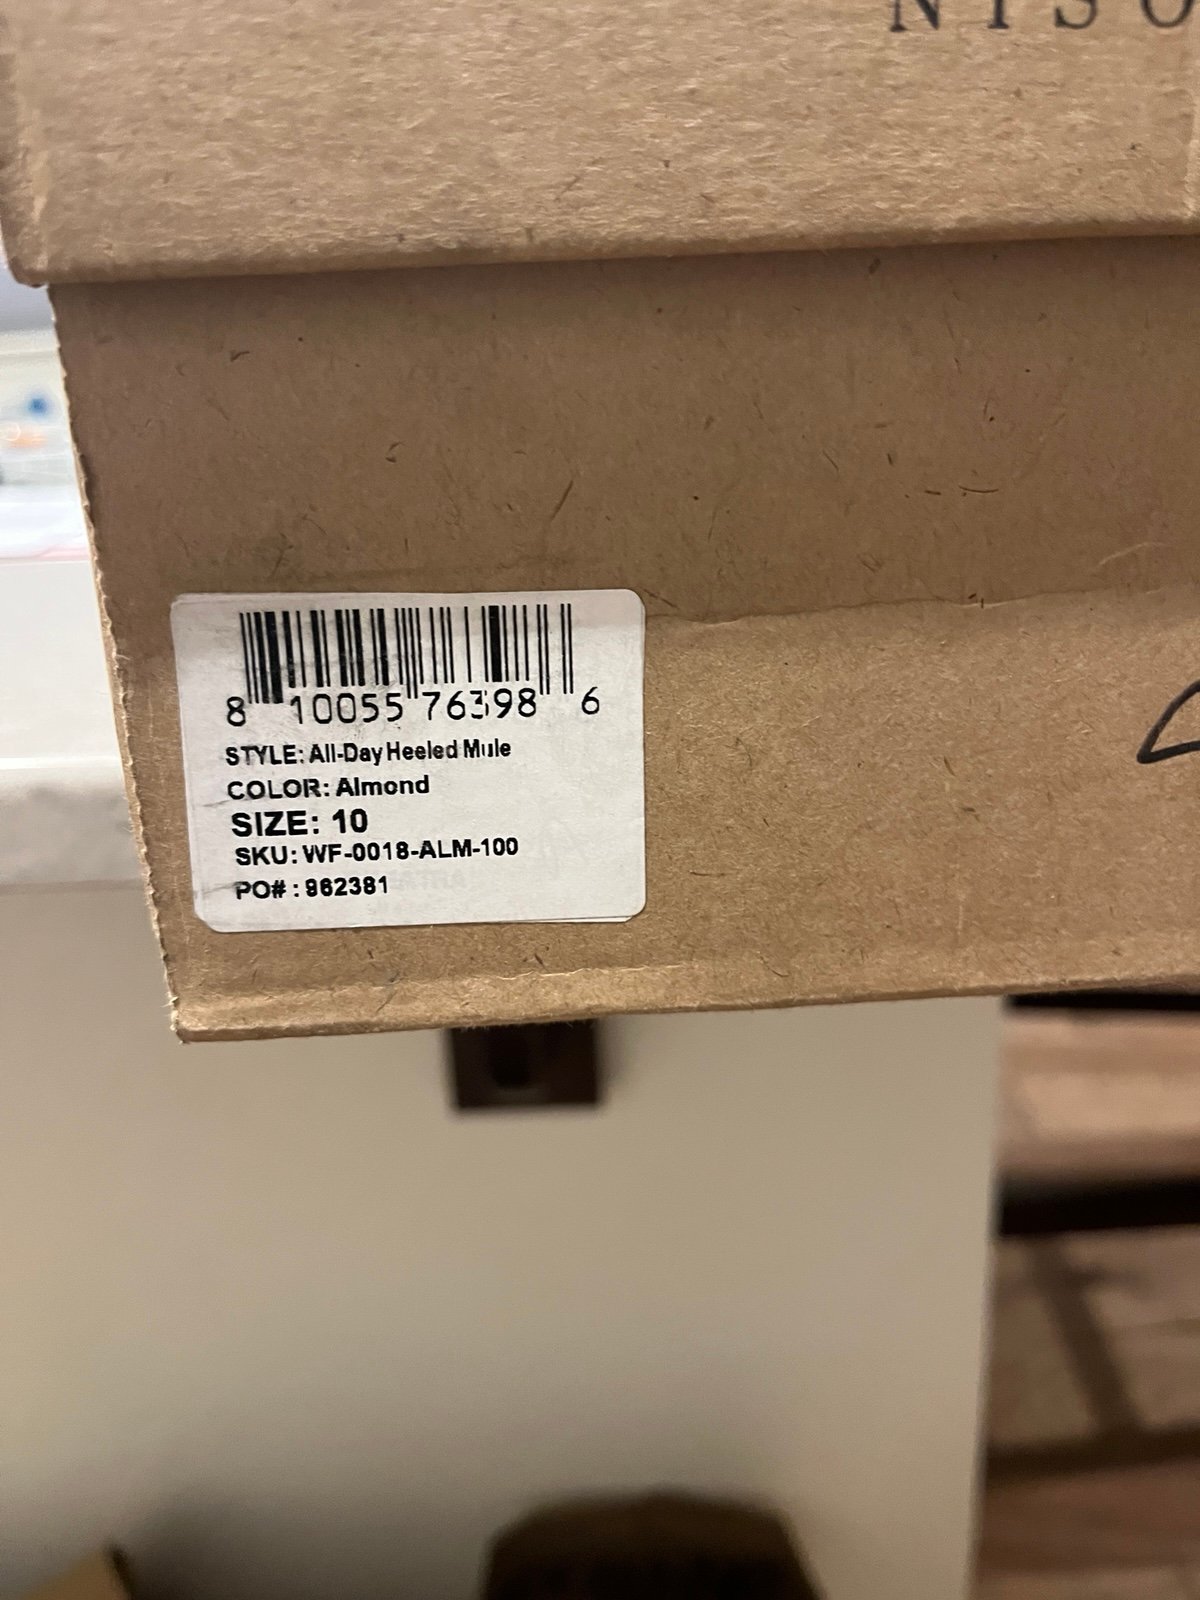 NISO
8 10055 76398 6
STYLE: All-Day Heeled Mule
COLOR: Almond
SIZE: 10
SKU: WF-0018-ALM-100
PO# : 962381